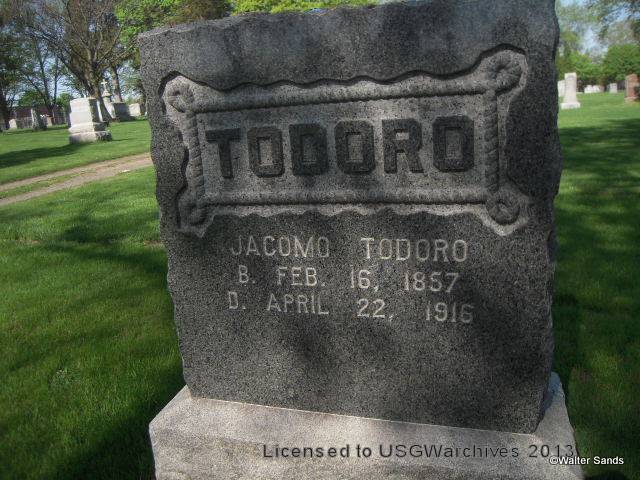 TODORO
JACOMO TODORO
B. FEB. 16, 1857
D. APRIL 22, 1916
Licensed to USGWarchives 2013
©Walter Sands